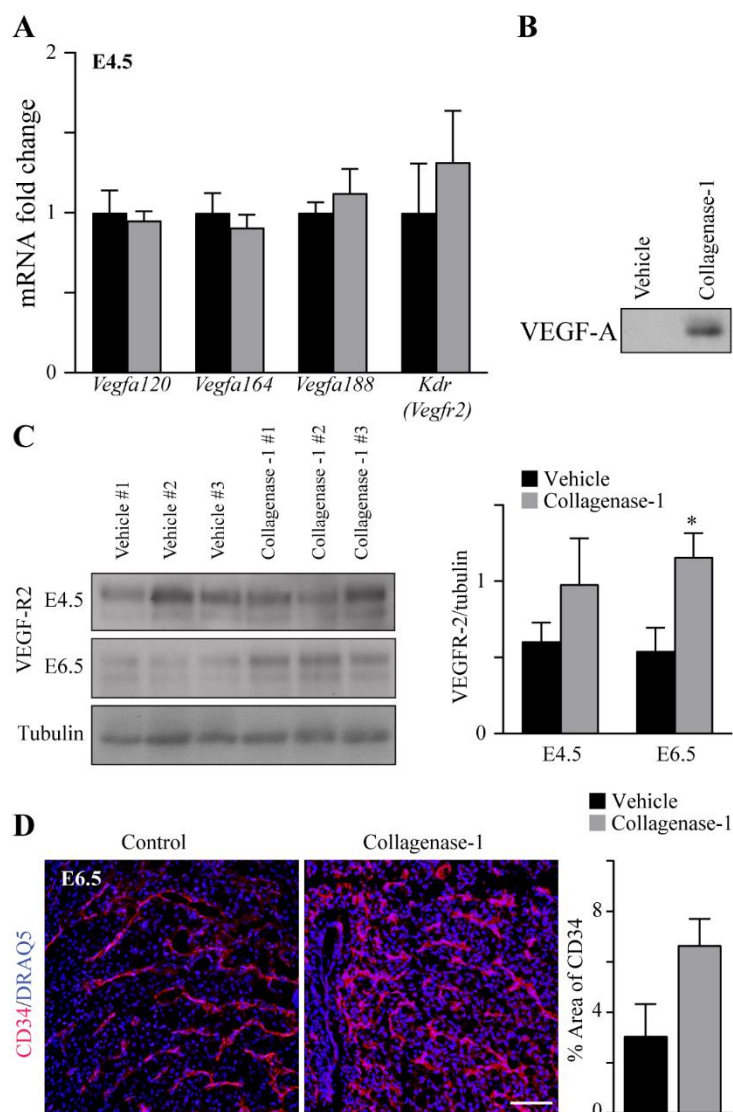 A
E4.5
mRNA fold change
2
1
0
Vegfa120
Vegfa164
Vegfa188
Kdr
(Vegfr2)
B
Vehicle
Collagenase-1
VEGF-A
C
Vehicle #1
Vehicle #2
Vehicle #3
Collagenase -1 #1
Collagenase -1 #2
Collagenase -1 #3
VEGF-R2
E4.5
E6.5
Tubulin
Vehicle
Collagenase-1
*
VEGFR-2/tubulin
1
0
E4.5
E6.5
D
Control
Collagenase-1
E6.5
CD34/DRAQ5
Vehicle
Collagenase-1
% Area of CD34
8
4
0